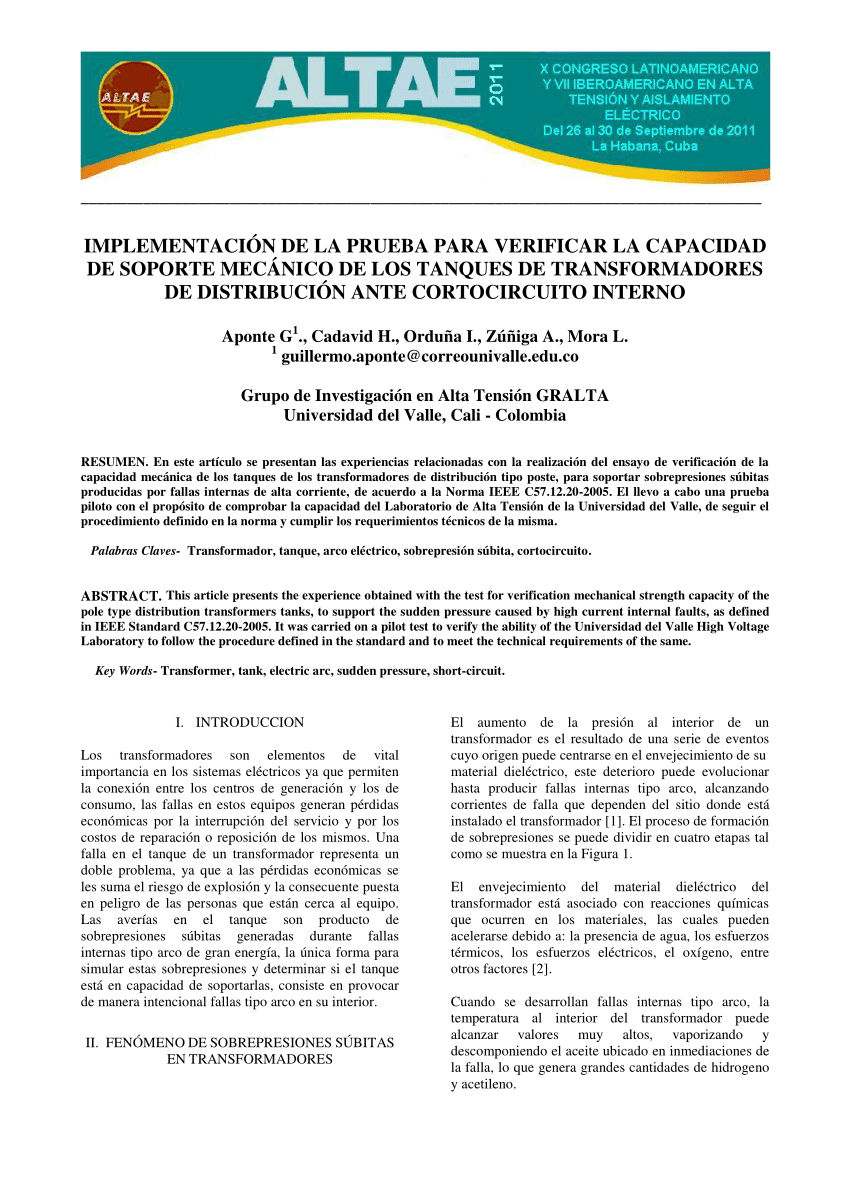 ALTAE
ALTAE
2011
X CONGRESO LATINOAMERICANO
Y VII IBEROAMERICANO EN ALTA
TENSIÓN Y AISLAMIENTO
ELÉCTRICO
Del 26 al 30 de Septiembre de 2011
La Habana, Cuba
IMPLEMENTACIÓN DE LA PRUEBA PARA VERIFICAR LA CAPACIDAD
DE SOPORTE MECÁNICO DE LOS TANQUES DE TRANSFORMADORES
DE DISTRIBUCIÓN ANTE CORTOCIRCUITO INTERNO
Aponte G1., Cadavid H., Orduña I., Zúñiga A., Mora L.
1 guillermo.aponte@correounivalle.edu.co
Grupo de Investigación en Alta Tensión GRALTA
Universidad del Valle, Cali - Colombia
RESUMEN. En este artículo se presentan las experiencias relacionadas con la realización del ensayo de verificación de la
capacidad mecánica de los tanques de los transformadores de distribución tipo poste, para soportar sobrepresiones súbitas
producidas por fallas internas de alta corriente, de acuerdo a la Norma IEEE C57.12.20-2005. El llevo a cabo una prueba
piloto con el propósito de comprobar la capacidad del Laboratorio de Alta Tensión de la Universidad del Valle, de seguir el
procedimiento definido en la norma y cumplir los requerimientos técnicos de la misma.
Palabras Claves- Transformador, tanque, arco eléctrico, sobrepresión súbita, cortocircuito.
ABSTRACT. This article presents the experience obtained with the test for verification mechanical strength capacity of the
pole type distribution transformers tanks, to support the sudden pressure caused by high current internal faults, as defined
in IEEE Standard C57.12.20-2005. It was carried on a pilot test to verify the ability of the Universidad del Valle High Voltage
Laboratory to follow the procedure defined in the standard and to meet the technical requirements of the same.
Key Words- Transformer, tank, electric arc, sudden pressure, short-circuit.
I. INTRODUCCION
Los transformadores son elementos de vital
importancia en los sistemas eléctricos ya que permiten
la conexión entre los centros de generación y los de
consumo, las fallas en estos equipos generan pérdidas
económicas por la interrupción del servicio y por los
costos de reparación o reposición de los mismos. Una
falla en el tanque de un transformador representa un
doble problema, ya que a las pérdidas económicas se
les suma el riesgo de explosión y la consecuente puesta
en peligro de las personas que están cerca al equipo.
Las averías en el tanque son producto de
sobrepresiones súbitas generadas durante fallas
internas tipo arco de gran energía, la única forma para
simular estas sobrepresiones y determinar si el tanque
está en capacidad de soportarlas, consiste en provocar
de manera intencional fallas tipo arco en su interior.
II. FENÓMENO DE SOBREPRESIONES SÚBITAS
EN TRANSFORMADORES
El aumento de la presión al interior de un
transformador es el resultado de una serie de eventos
cuyo origen puede centrarse en el envejecimiento de su
material dieléctrico, este deterioro puede evolucionar
hasta producir fallas internas tipo arco, alcanzando
corrientes de falla que dependen del sitio donde está
instalado el transformador [1]. El proceso de formación
de sobrepresiones se puede dividir en cuatro etapas tal
como se muestra en la Figura 1.
El envejecimiento del material dieléctrico del
transformador está asociado con reacciones químicas
que ocurren en los materiales, las cuales pueden
acelerarse debido a: la presencia de agua, los esfuerzos
térmicos, los esfuerzos eléctricos, el oxígeno, entre
otros factores [2].
Cuando se desarrollan fallas internas tipo arco, la
temperatura al interior del transformador puede
alcanzar valores muy altos, vaporizando y
descomponiendo el aceite ubicado en inmediaciones de
la falla, lo que genera grandes cantidades de hidrogeno
y acetileno.